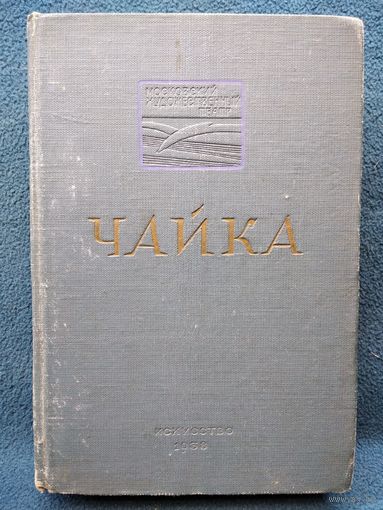 МОСКОВСКИЙ
ХУДОЖЕСТВЕННЫЙ
ТЕАТР
ЧАЙКА
ИСКУССТВО
1938